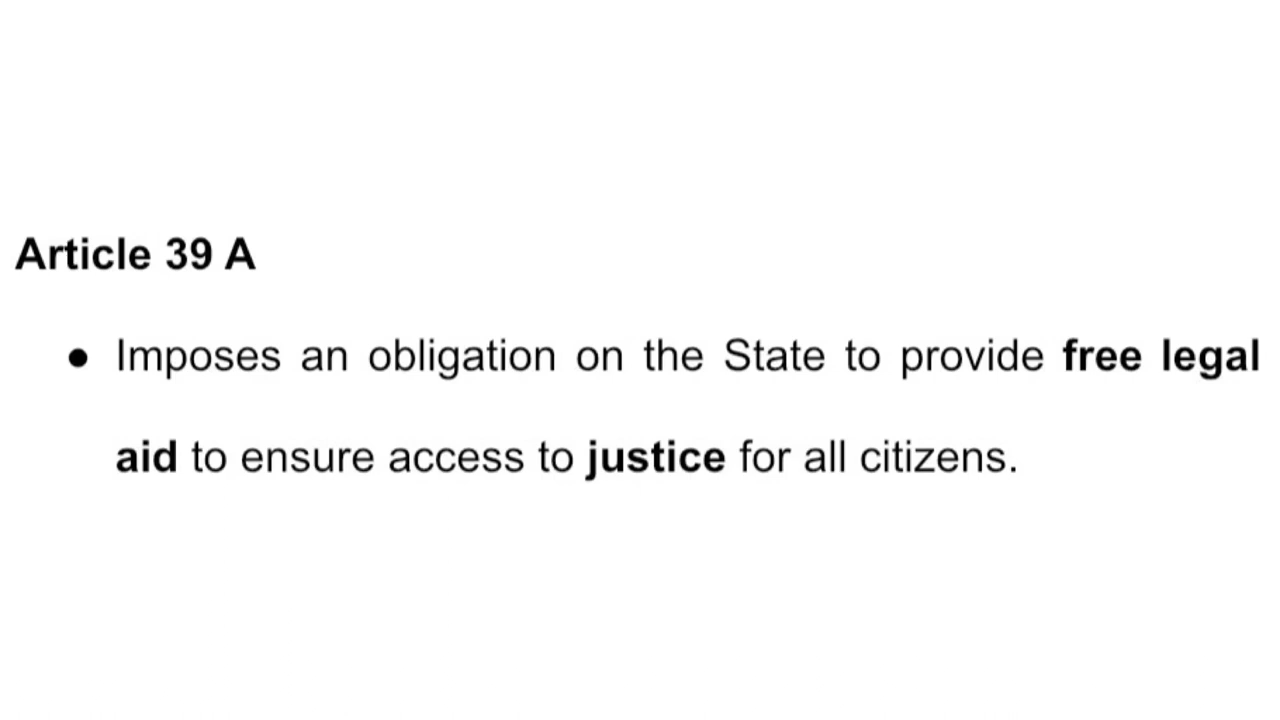 Article 39 A
● Imposes an obligation on the State to provide free legal
aid to ensure access to justice for all citizens.